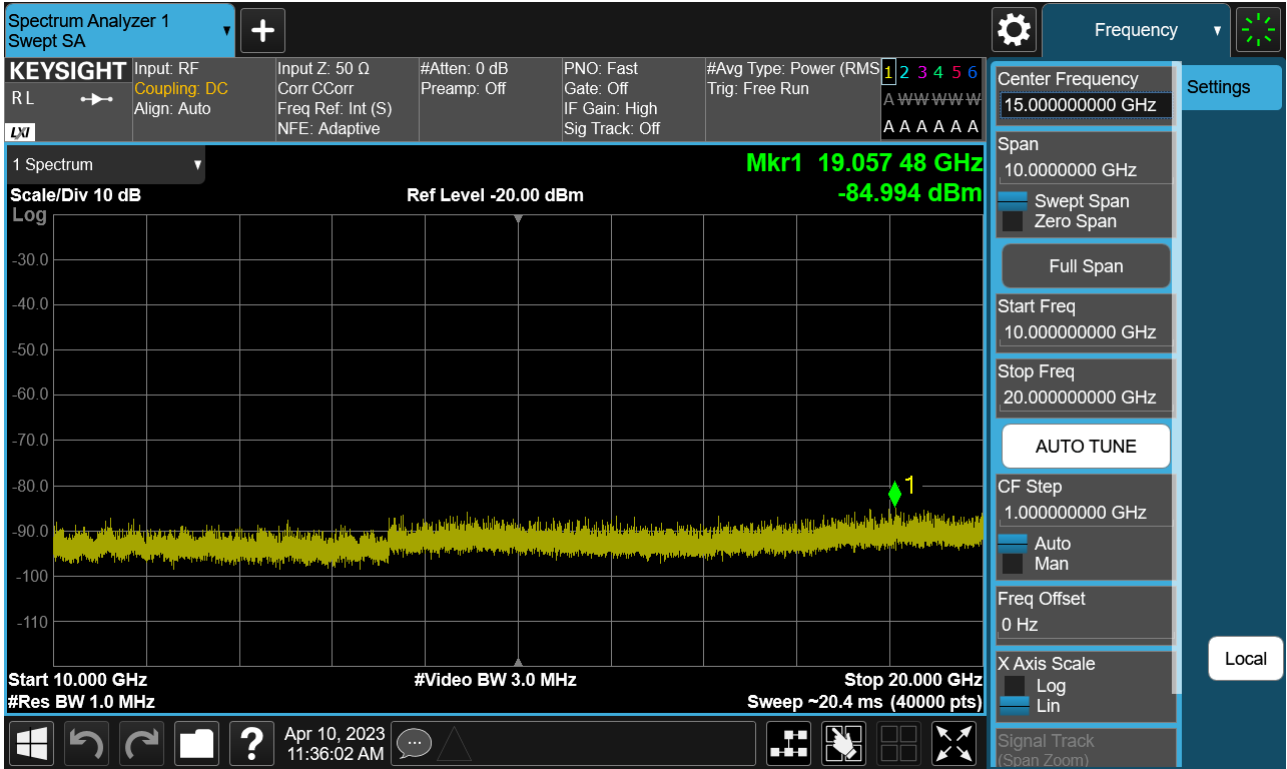 Spectrum Analyzer 1
Swept SA
Frequency
KEYSIGHT
R L
LXI
Input: RF
Coupling: DC
Align: Auto
Input Z: 50 Ω
Corr CCorr
Freq Ref: Int (S)
NFE: Adaptive
#Atten: 0 dB
Preamp: Off
PNO: Fast
Gate: Off
IF Gain: High
Sig Track: Off
#Avg Type: Power (RMS
Trig: Free Run
1 2 3 4 5 6
A W W W W W
A A A A A A
1 Spectrum
Mkr1 19.057 48 GHz
Scale/Div 10 dB
Ref Level -20.00 dBm
-84.994 dBm
Log
-30.0
-40.0
-50.0
-60.0
-70.0
-80.0
1
-90.0
-100
-110
Start 10.000 GHz
#Video BW 3.0 MHz
Stop 20.000 GHz
#Res BW 1.0 MHz
Sweep ~20.4 ms (40000 pts)
Center Frequency
15.000000000 GHz
Span
10.0000000 GHz
Swept Span
Zero Span
Full Span
Start Freq
10.000000000 GHz
Stop Freq
20.000000000 GHz
AUTO TUNE
CF Step
1.000000000 GHz
Auto
Man
Freq Offset
0 Hz
X Axis Scale
Log
Lin
Signal Track
(Span Zoom)
Settings
Local
?
Apr 10, 2023
11:36:02 AM